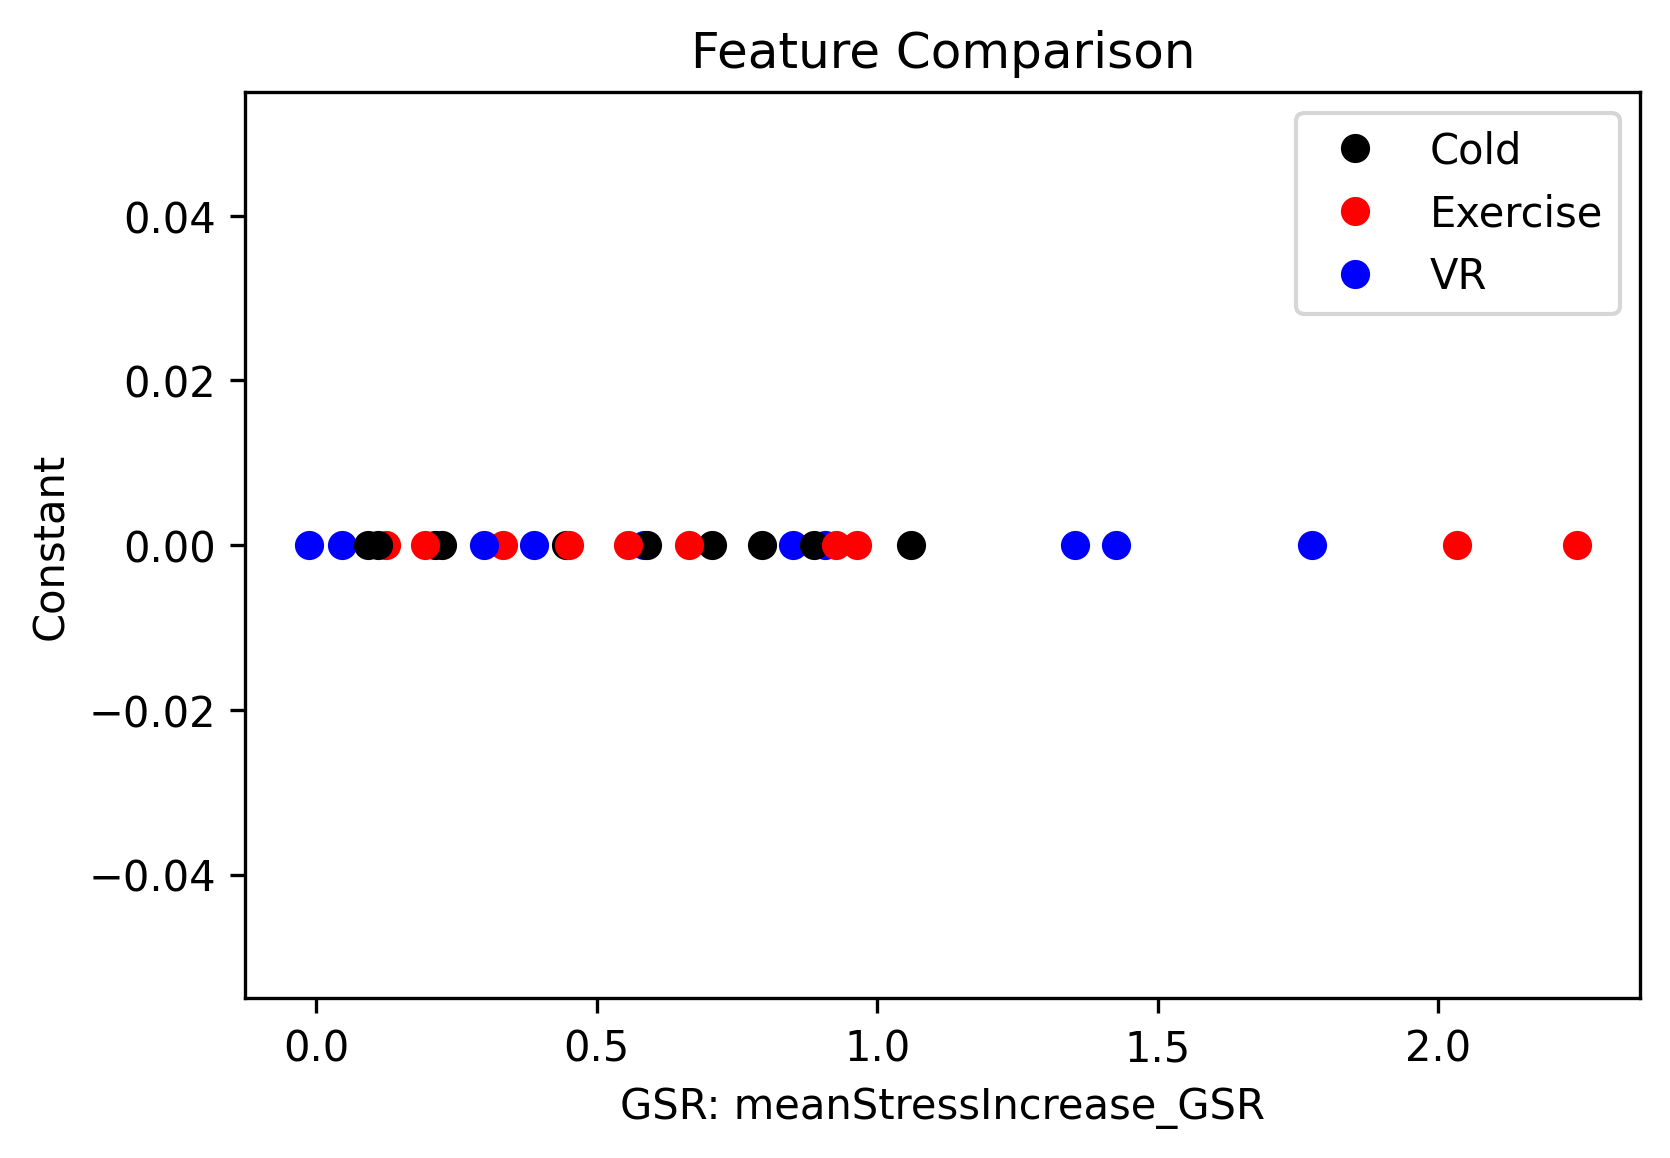 Feature Comparison
Cold
Exercise
VR
0.04
0.02
0.00
−0.02
−0.04
Constant
0.0 0.5 1.0 1.5 2.0
GSR: meanStressIncrease_GSR